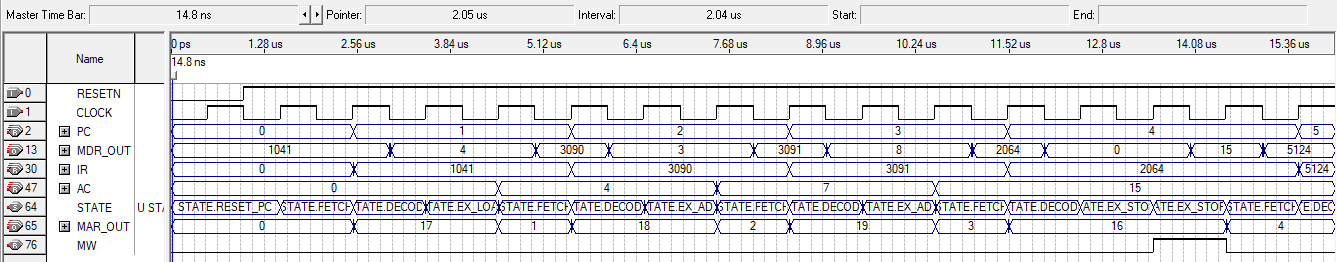 Master Time Bar: 14.8 ns Pointer: 2.05 us Interval: 2.04 us Start: End:
Name
0 ps 1.28 us 2.56 us 3.84 us 5.12 us 6.4 us 7.68 us 8.96 us 10.24 us 11.52 us 12.8 us 14.08 us 15.36 us
14.8 ns
0 RESETN
1 CLOCK
2 PC 0 1 2 3 4 5
13 MDR_OUT 1041 4 3090 3 3091 8 2064 0 15 5124
30 IR 0 1041 3090 3091 2064 5124
47 AC 0 4 7 15
64 STATE U STA STATE.RESET_PC STATE.FETCH TATE.DECOD TATE.EX_LOA STATE.FETCH TATE.DECOD TATE.EX_AD STATE.FETCH TATE.DECOD TATE.EX_AD STATE.FETCH TATE.DECOD ATE.EX_STO ATE.EX_STOR STATE.FETCH E.DEC
65 MAR_OUT 0 17 1 18 2 19 3 16 4
76 MW